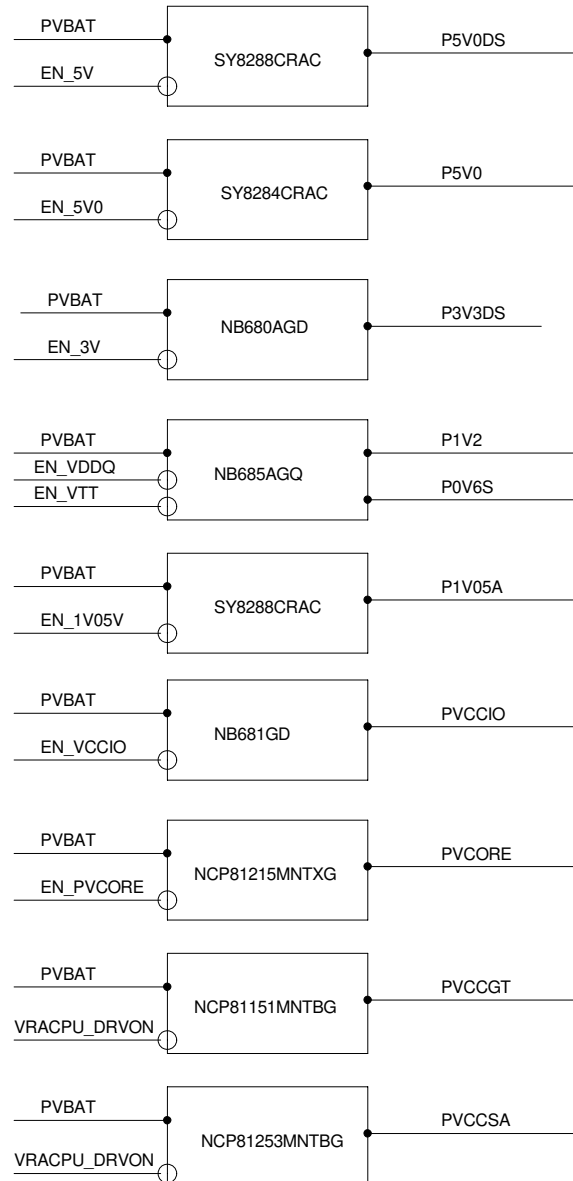 PVBAT
SY8288CRAC
P5V0DS
EN_5V
PVBAT
SY8284CRAC
P5V0
EN_5V0
PVBAT
NB680AGD
P3V3DS
EN_3V
PVBAT
P1V2
EN_VDDQ
NB685AGQ
EN_VTT
P0V6S
PVBAT
SY8288CRAC
P1V05A
EN_1V05V
PVBAT
NB681GD
PVCCIO
EN_VCCIO
PVBAT
NCP81215MNTXG
PVCORE
EN_PVCORE
PVBAT
NCP81151MNTBG
PVCCGT
VRACPU_DRVON
PVBAT
NCP81253MNTBG
PVCCSA
VRACPU_DRVON